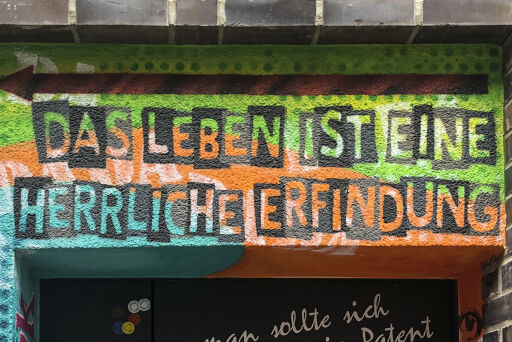 DAS LEBEN IST EINE
HERRLICHE ERFINDUNG
man sollte sich
Patent